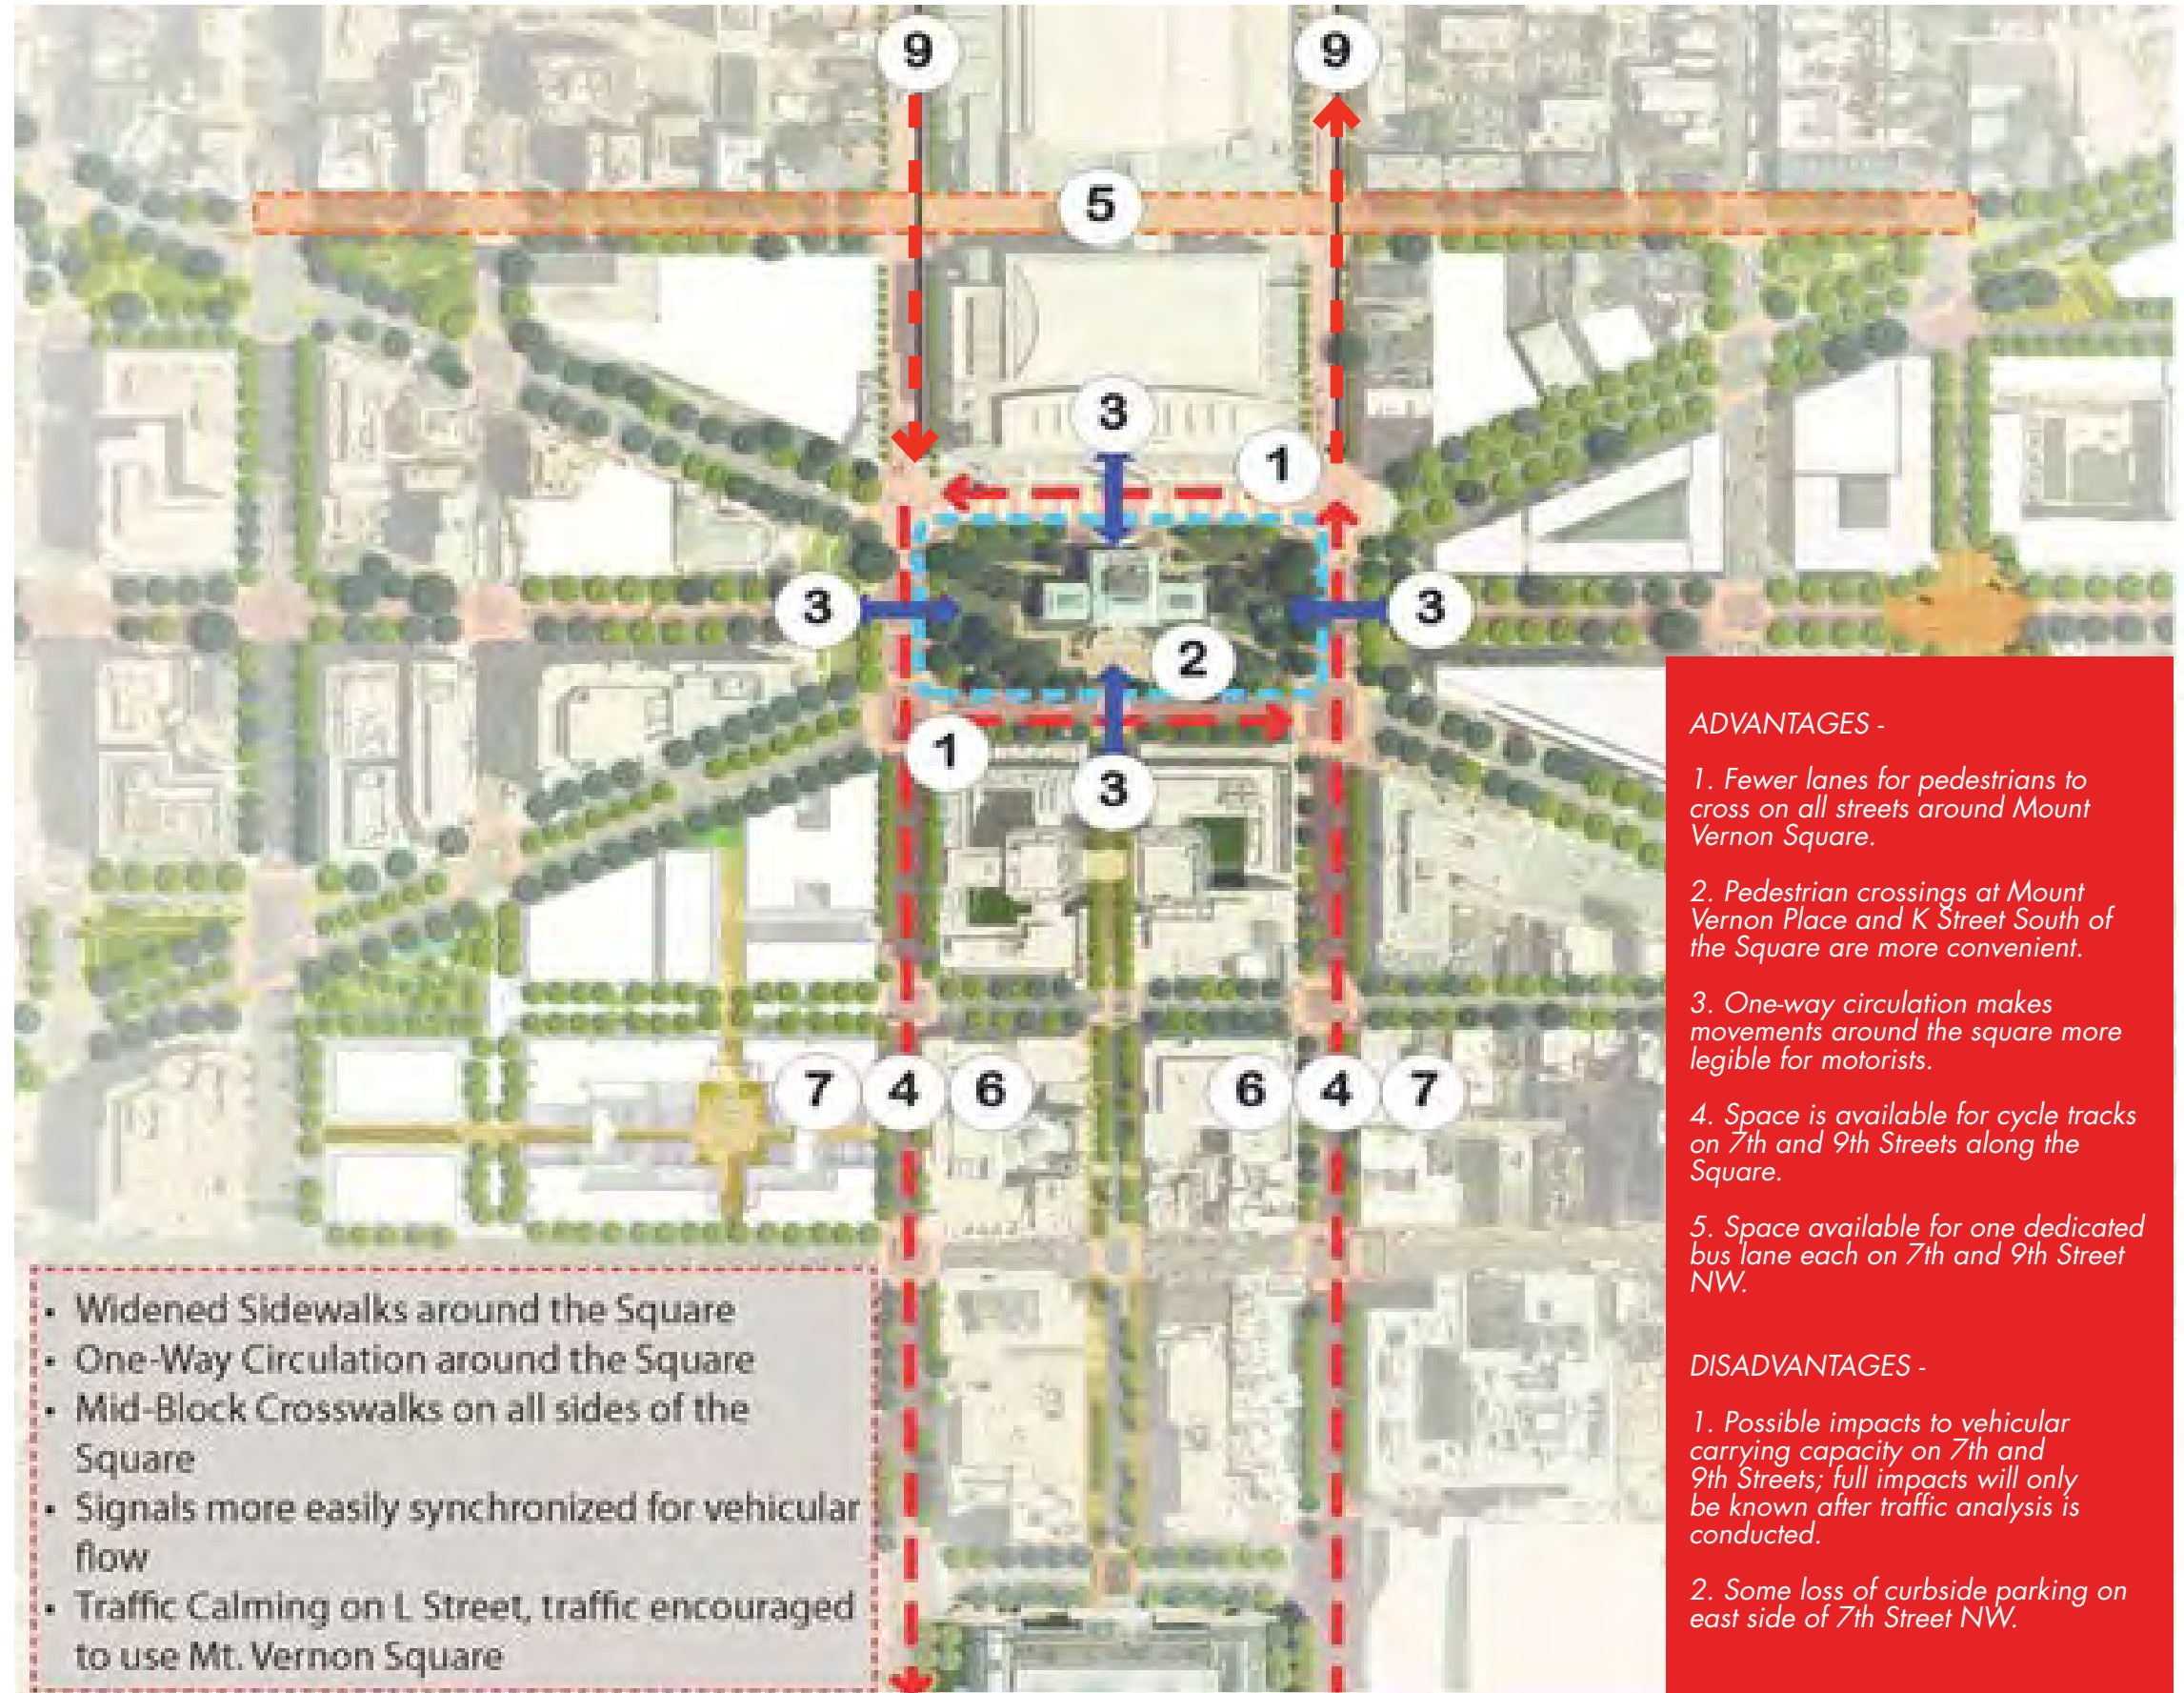 9
9
5
3
1
3
3
2
1
3
7
4
6
6
4
7
ADVANTAGES -
1. Fewer lanes for pedestrians to
cross on all streets around Mount
Vernon Square.
2. Pedestrian crossings at Mount
Vernon Place and K Street South of
the Square are more convenient.
3. One-way circulation makes
movements around the square more
legible for motorists.
4. Space is available for cycle tracks
on 7th and 9th Streets along the
Square.
5. Space available for one dedicated
bus lane each on 7th and 9th Street
NW.
DISADVANTAGES -
1. Possible impacts to vehicular
carrying capacity on 7th and
9th Streets; full impacts will only
be known after traffic analysis is
conducted.
2. Some loss of curbside parking on
east side of 7th Street NW.
• Widened Sidewalks around the Square
• One-Way Circulation around the Square
• Mid-Block Crosswalks on all sides of the
Square
• Signals more easily synchronized for vehicular
flow
• Traffic Calming on L Street, traffic encouraged
to use Mt. Vernon Square